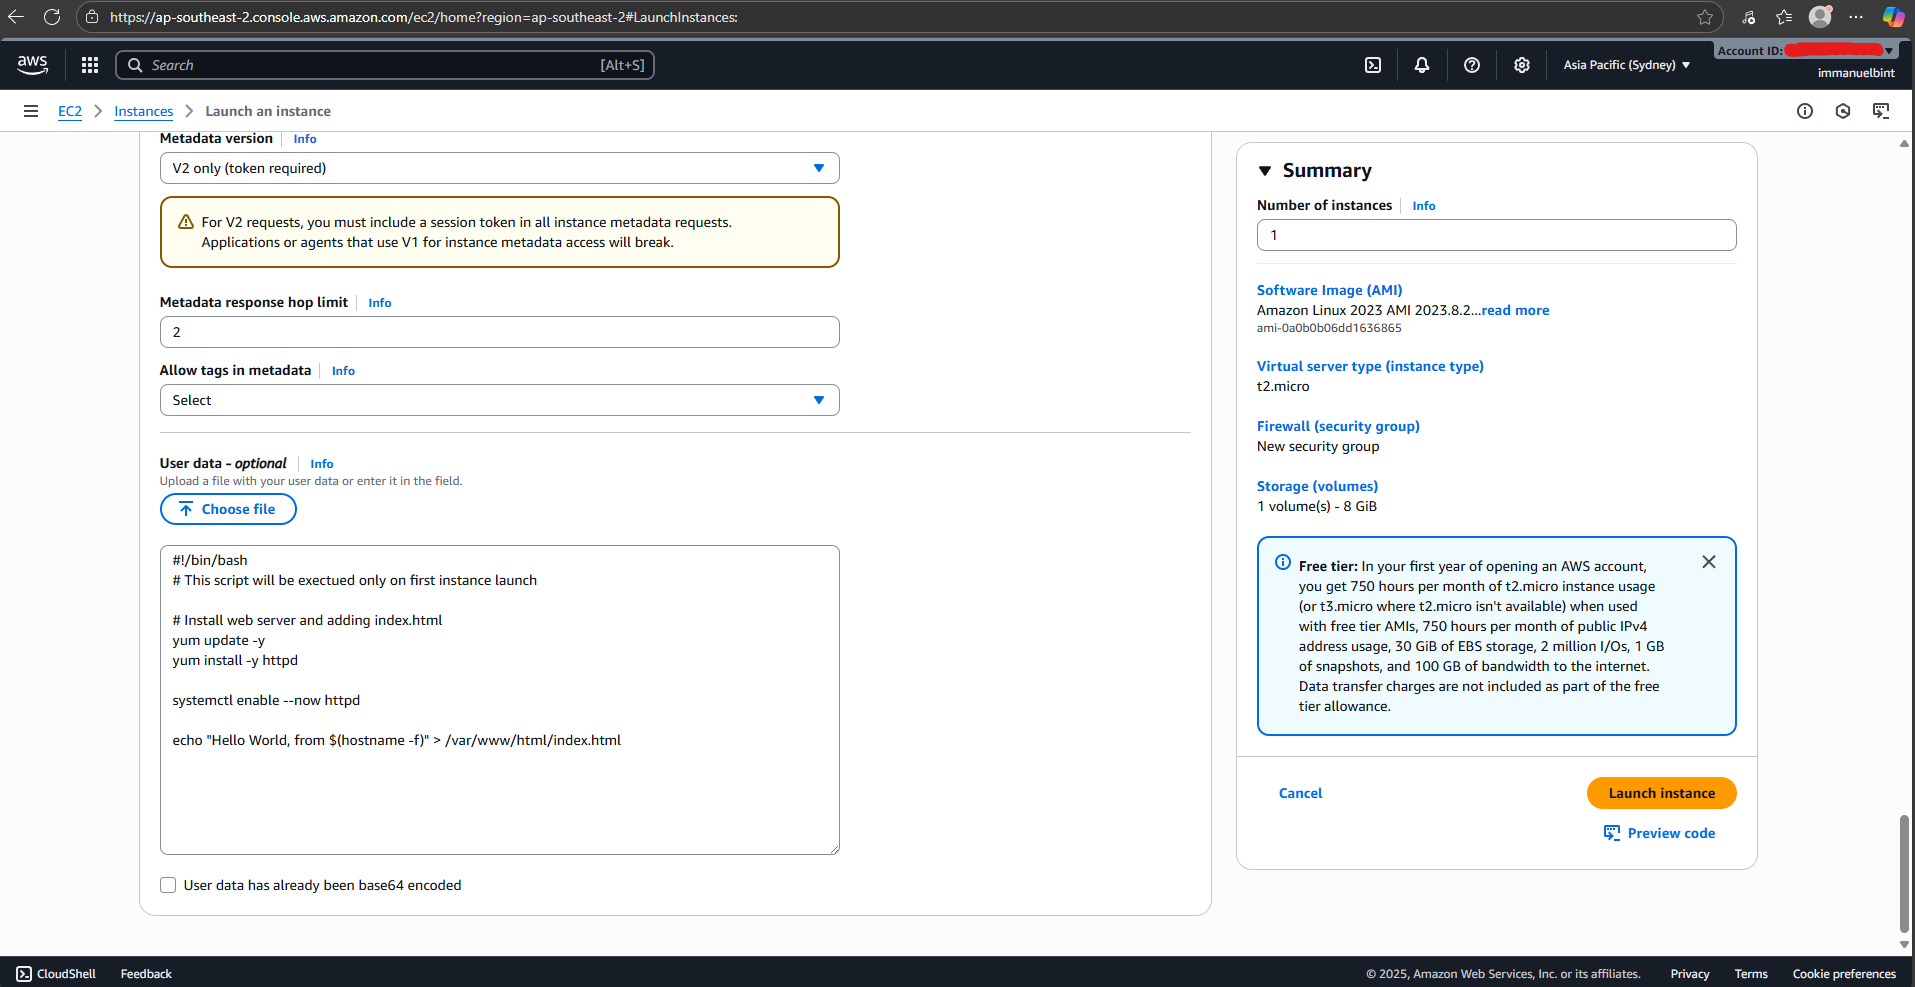 https://ap-southeast-2.console.aws.amazon.com/ec2/home?region=ap-southeast-2#LaunchInstances:
aws
Search
[Alt+S]
Asia Pacific (Sydney)
Account ID:
immanuelbint
EC2
Instances
Launch an instance
Metadata version
Info
V2 only (token required)
For V2 requests, you must include a session token in all instance metadata requests.
Applications or agents that use V1 for instance metadata access will break.
Metadata response hop limit
Info
2
Allow tags in metadata
Info
Select
User data - optional
Info
Upload a file with your user data or enter it in the field.
Choose file
#!/bin/bash
# This script will be exectued only on first instance launch
# Install web server and adding index.html
yum update -y
yum install -y httpd
systemctl enable --now httpd
echo "Hello World, from $(hostname -f)" > /var/www/html/index.html
User data has already been base64 encoded
Summary
Number of instances
Info
1
Software Image (AMI)
Amazon Linux 2023 AMI 2023.8.2...read more
ami-0a0b0b06dd1636865
Virtual server type (instance type)
t2.micro
Firewall (security group)
New security group
Storage (volumes)
1 volume(s) - 8 GiB
Free tier: In your first year of opening an AWS account,
you get 750 hours per month of t2.micro instance usage
(or t3.micro where t2.micro isn't available) when used
with free tier AMIs, 750 hours per month of public IPv4
address usage, 30 GiB of EBS storage, 2 million I/Os, 1 GB
of snapshots, and 100 GB of bandwidth to the internet.
Data transfer charges are not included as part of the free
tier allowance.
Cancel
Launch instance
Preview code
CloudShell
Feedback
© 2025, Amazon Web Services, Inc. or its affiliates.
Privacy
Terms
Cookie preferences